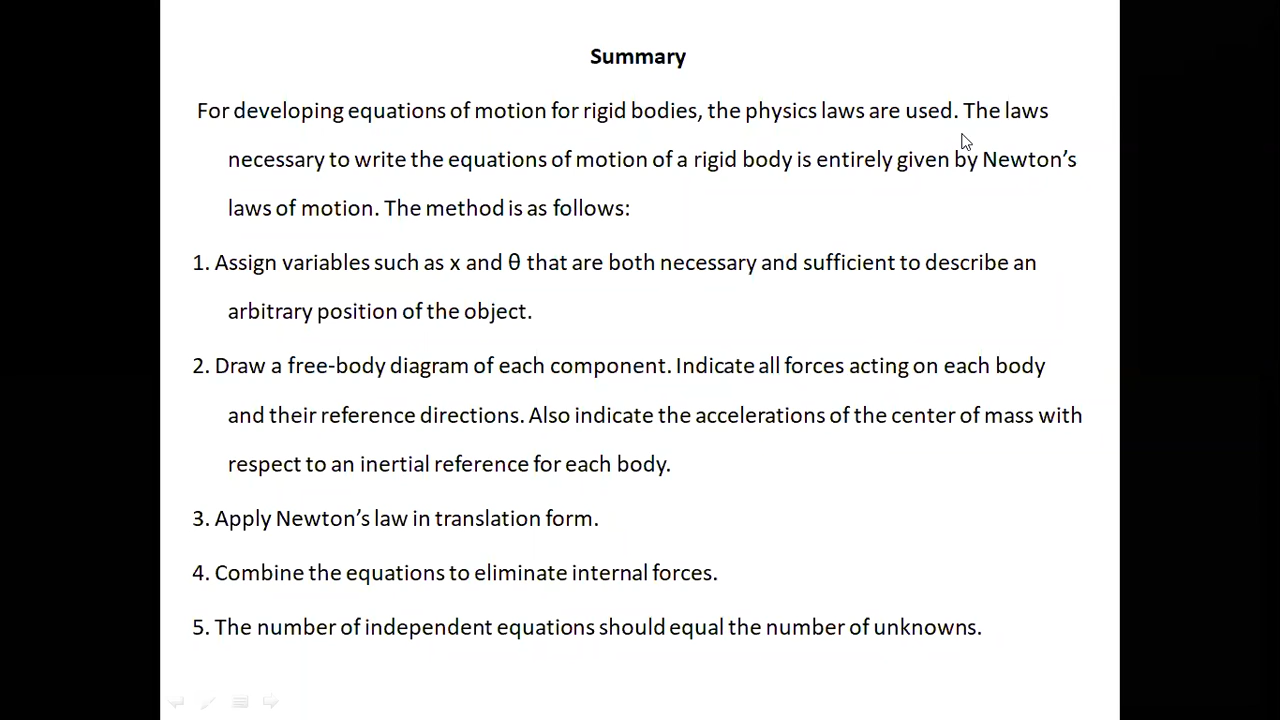 Summary
For developing equations of motion for rigid bodies, the physics laws are used. The laws
necessary to write the equations of motion of a rigid body is entirely given by Newton’s
laws of motion. The method is as follows:
1. Assign variables such as x and θ that are both necessary and sufficient to describe an
arbitrary position of the object.
2. Draw a free-body diagram of each component. Indicate all forces acting on each body
and their reference directions. Also indicate the accelerations of the center of mass with
respect to an inertial reference for each body.
3. Apply Newton’s law in translation form.
4. Combine the equations to eliminate internal forces.
5. The number of independent equations should equal the number of unknowns.